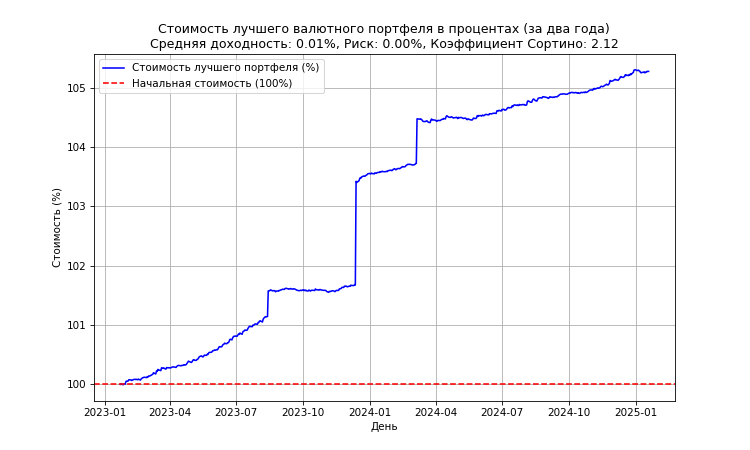 Стоимость лучшего валютного портфеля в процентах (за два года)
Средняя доходность: 0.01%, Риск: 0.00%, Коэффициент Сортино: 2.12
Стоимость лучшего портфеля (%)
Начальная стоимость (100%)
Стоимость (%)
105
104
103
102
101
100
2023-01 2023-04 2023-07 2023-10 2024-01 2024-04 2024-07 2024-10 2025-01
День